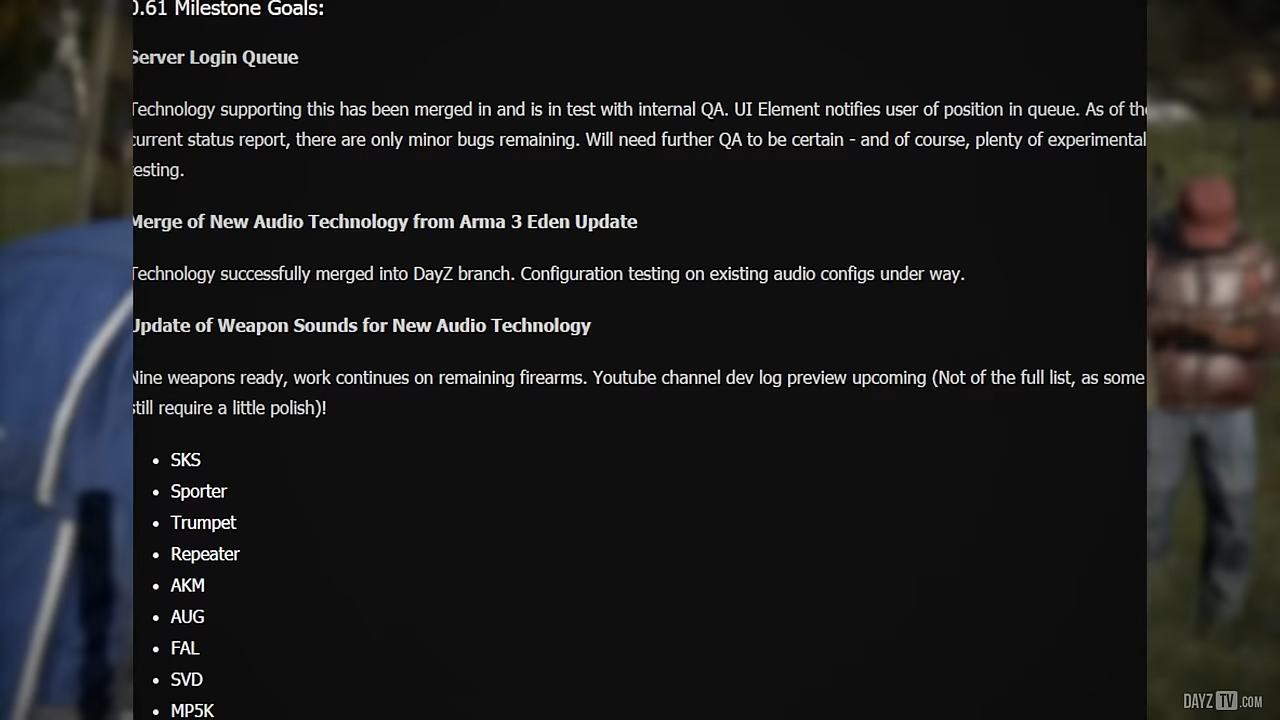 0.61 Milestone Goals:
Server Login Queue
Technology supporting this has been merged in and is in test with internal QA. UI Element notifies user of position in queue. As of the
current status report, there are only minor bugs remaining. Will need further QA to be certain - and of course, plenty of experimental
testing.
Merge of New Audio Technology from Arma 3 Eden Update
Technology successfully merged into DayZ branch. Configuration testing on existing audio configs under way.
Update of Weapon Sounds for New Audio Technology
Nine weapons ready, work continues on remaining firearms. Youtube channel dev log preview upcoming (Not of the full list, as some
still require a little polish)!
• SKS
• Sporter
• Trumpet
• Repeater
• AKM
• AUG
• FAL
• SVD
• MP5K
DAYZ TV .COM